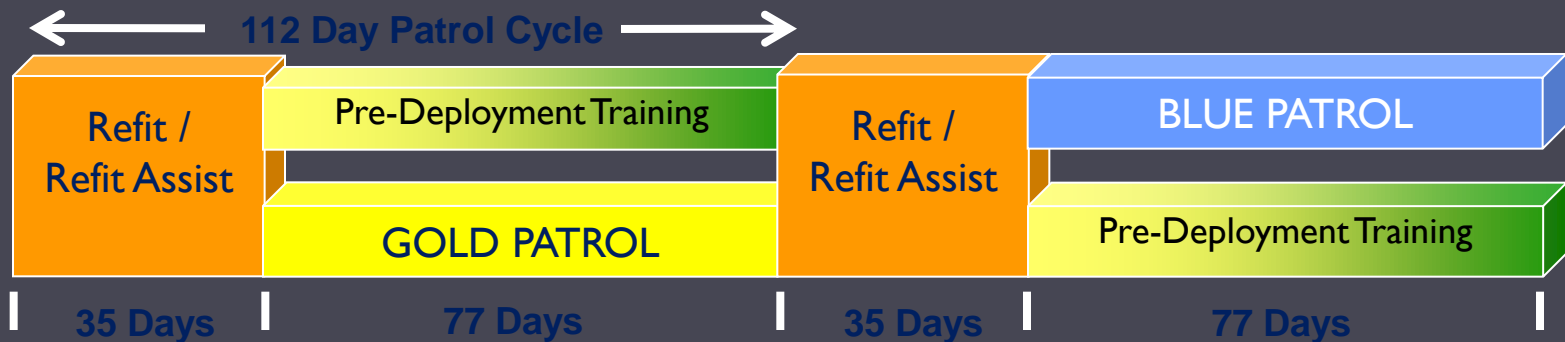 112 Day Patrol Cycle
Refit /
Refit Assist
Pre-Deployment Training
GOLD PATROL
Refit /
Refit Assist
BLUE PATROL
Pre-Deployment Training
35 Days
77 Days
35 Days
77 Days